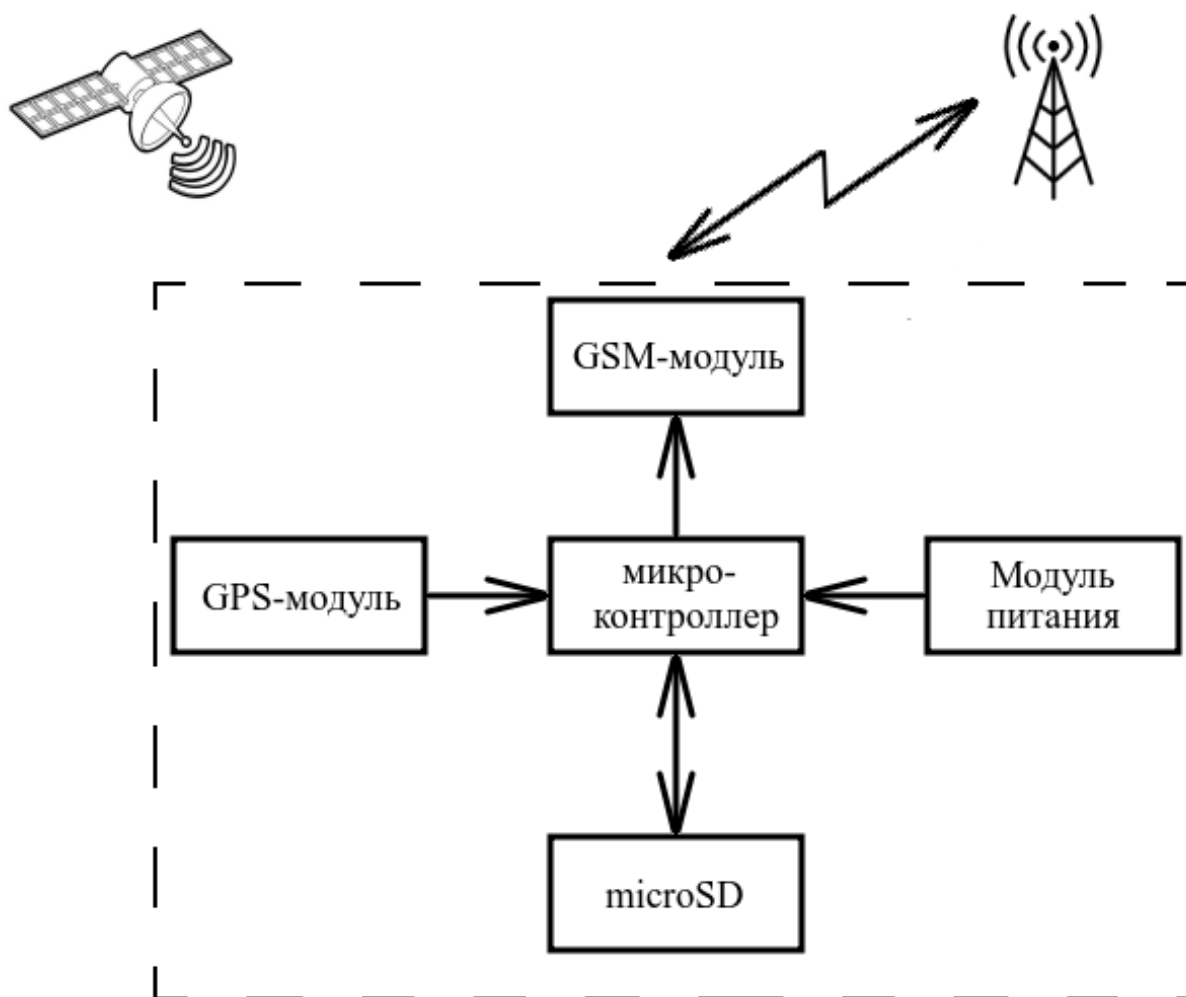 GSM-модуль
GPS-модуль
микро-
контроллер
Модуль
питания
microSD